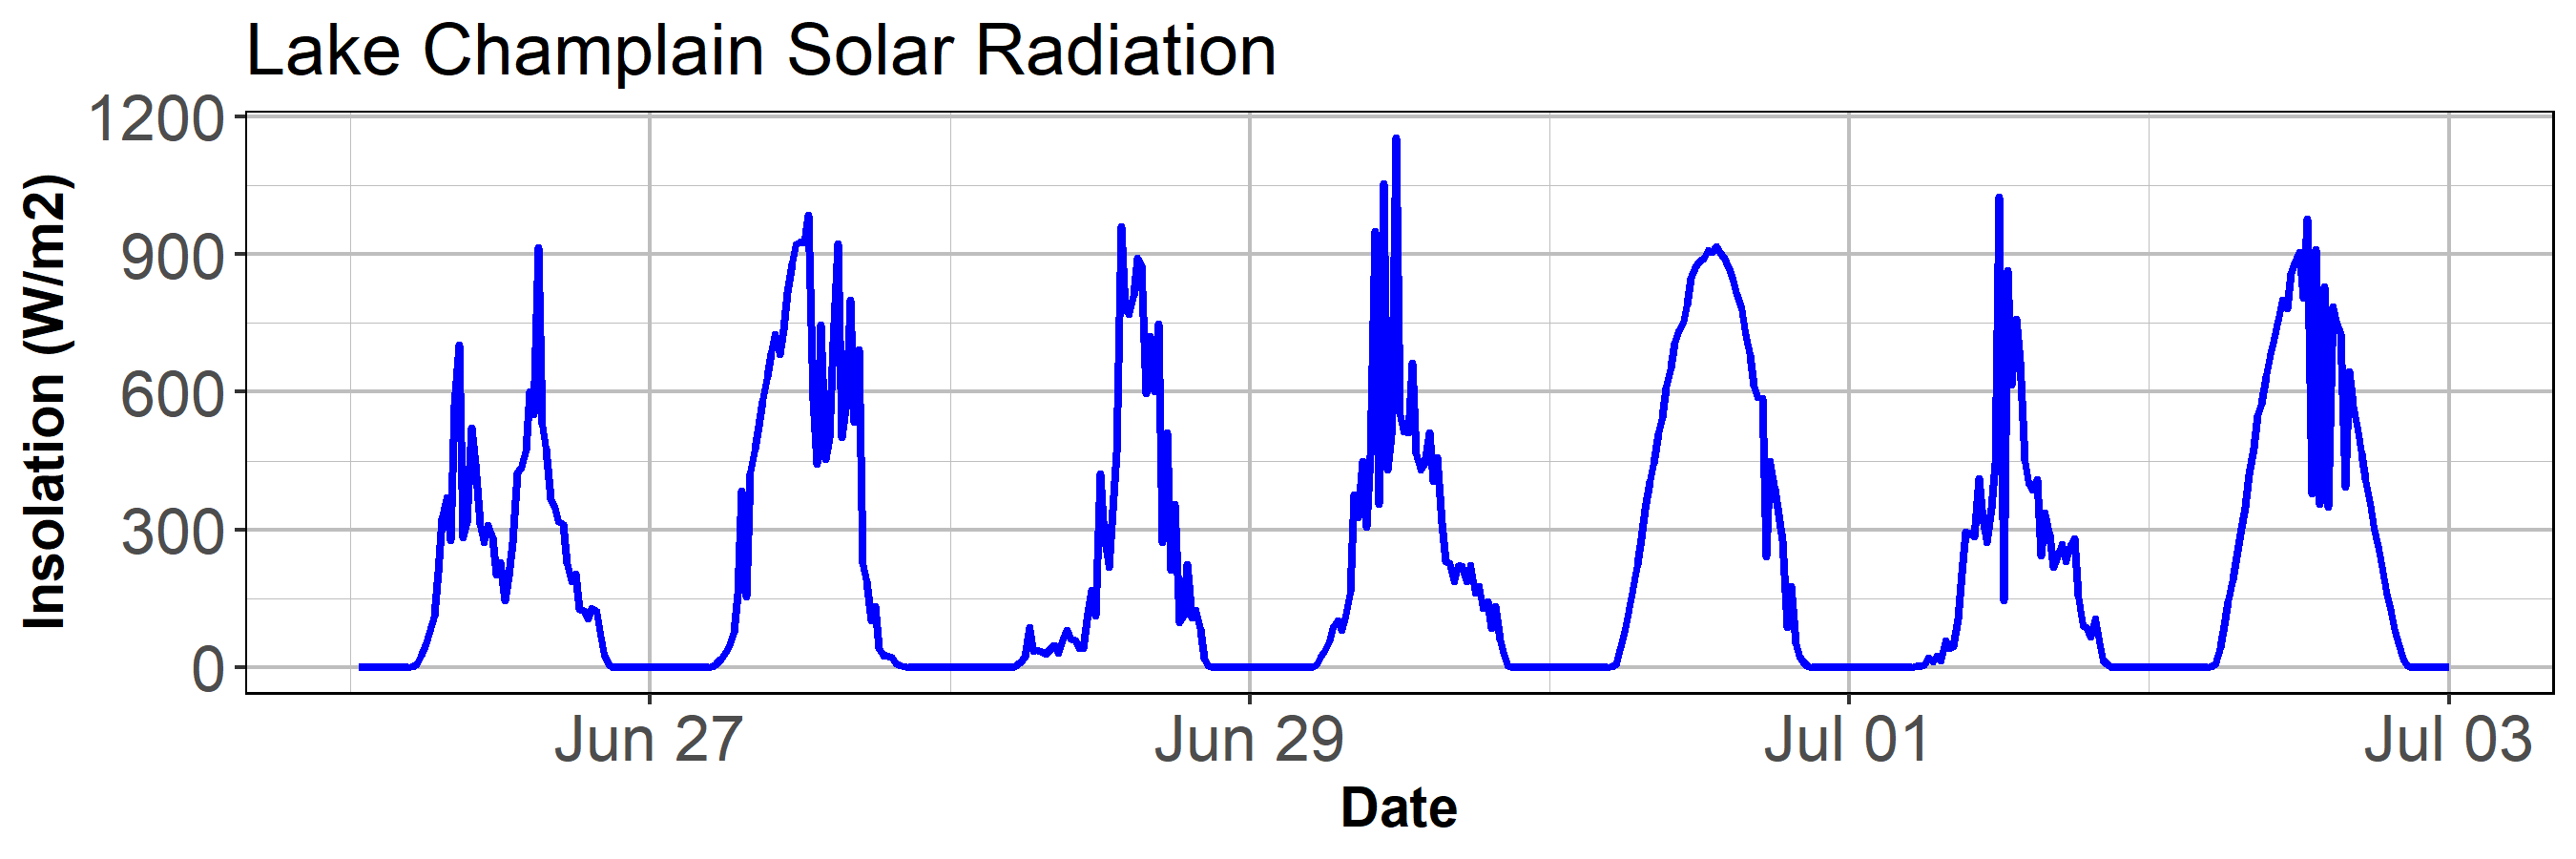 Lake Champlain Solar Radiation
1200
900
600
300
0
Insolation (W/m2)
Jun 27 Jun 29 Jul 01 Jul 03
Date